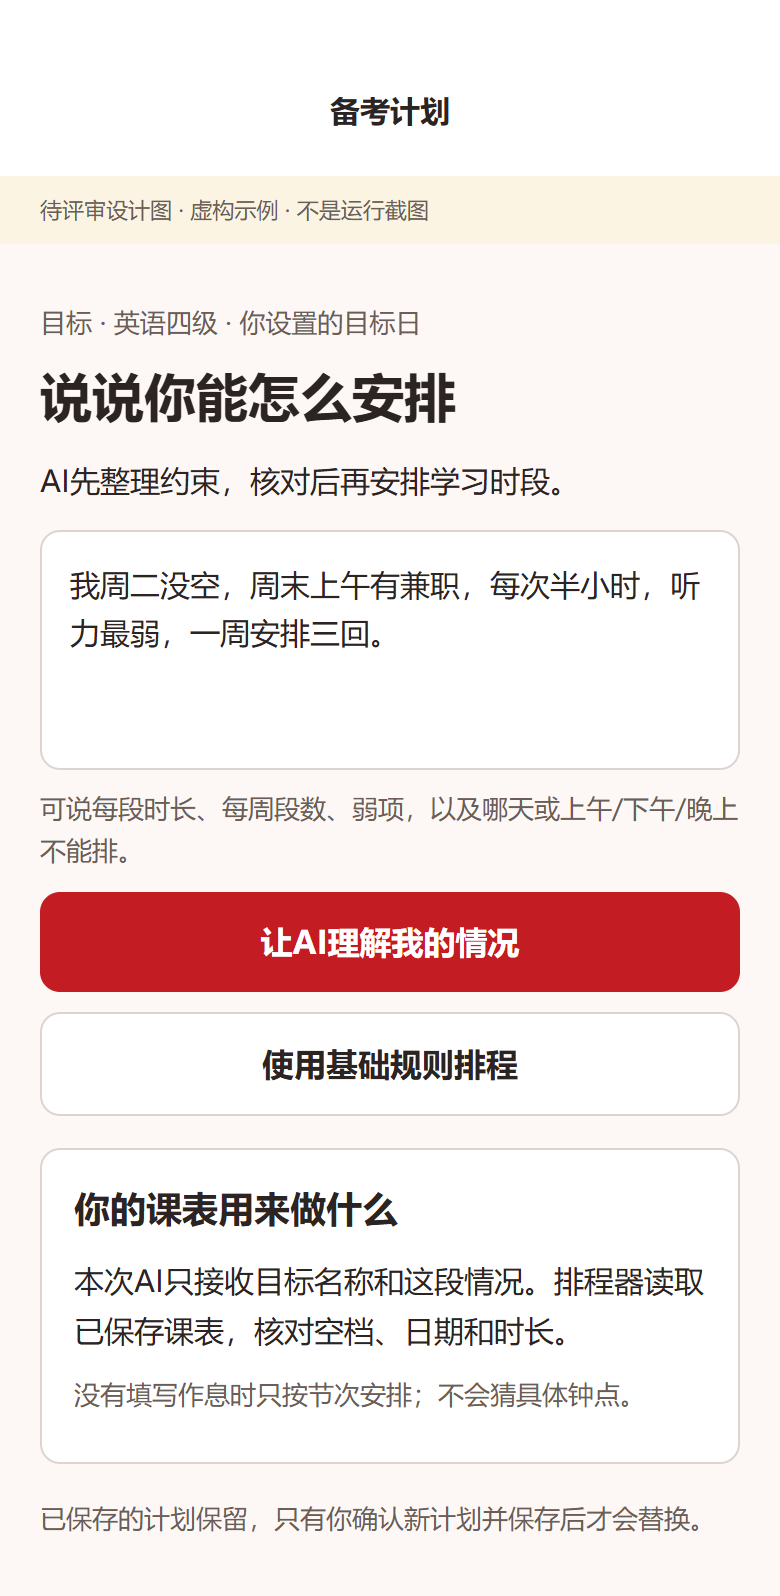 备考计划
待评审设计图 · 虚构示例 · 不是运行截图
目标 · 英语四级 · 你设置的目标日
说说你能怎么安排
AI先整理约束，核对后再安排学习时段。
我周二没空，周末上午有兼职，每次半小时，听
力最弱，一周安排三回。
可说每段时长、每周段数、弱项，以及哪天或上午/下午/晚上
不能排。
让AI理解我的情况
使用基础规则排程
你的课表用来做什么
本次AI只接收目标名称和这段情况。排程器读取
已保存课表，核对空档、日期和时长。
没有填写作息时只按节次安排；不会猜具体钟点。
已保存的计划保留，只有你确认新计划并保存后才会替换。